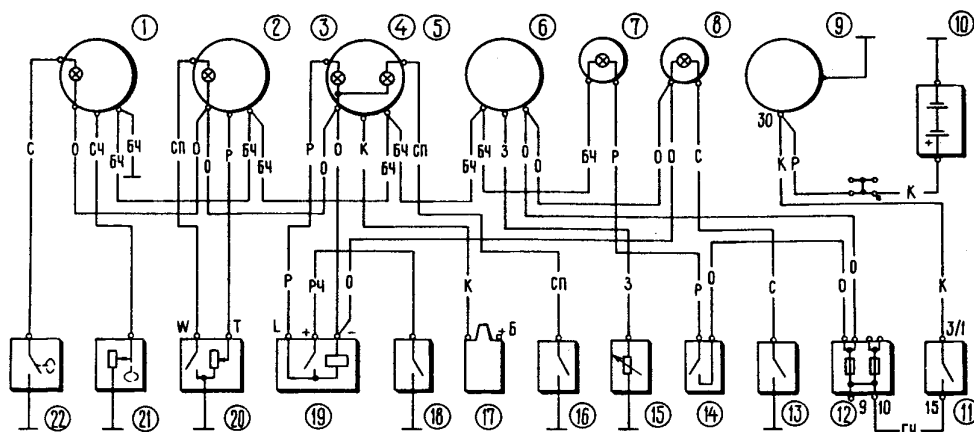 1 2 3 4 5 6 7 8 9 10
30
С О СЧ БЧ БЧ СП О О Р БЧ БЧ Р О О К БЧ БЧ СП БЧ БЧ З О О БЧ Р О О С К Р К
Р РЧ О К СП З Р О С О О К
W T L + - + Б 3/1
22 21 20 19 18 17 16 15 14 13 12 9 10 15 11
ГЧ